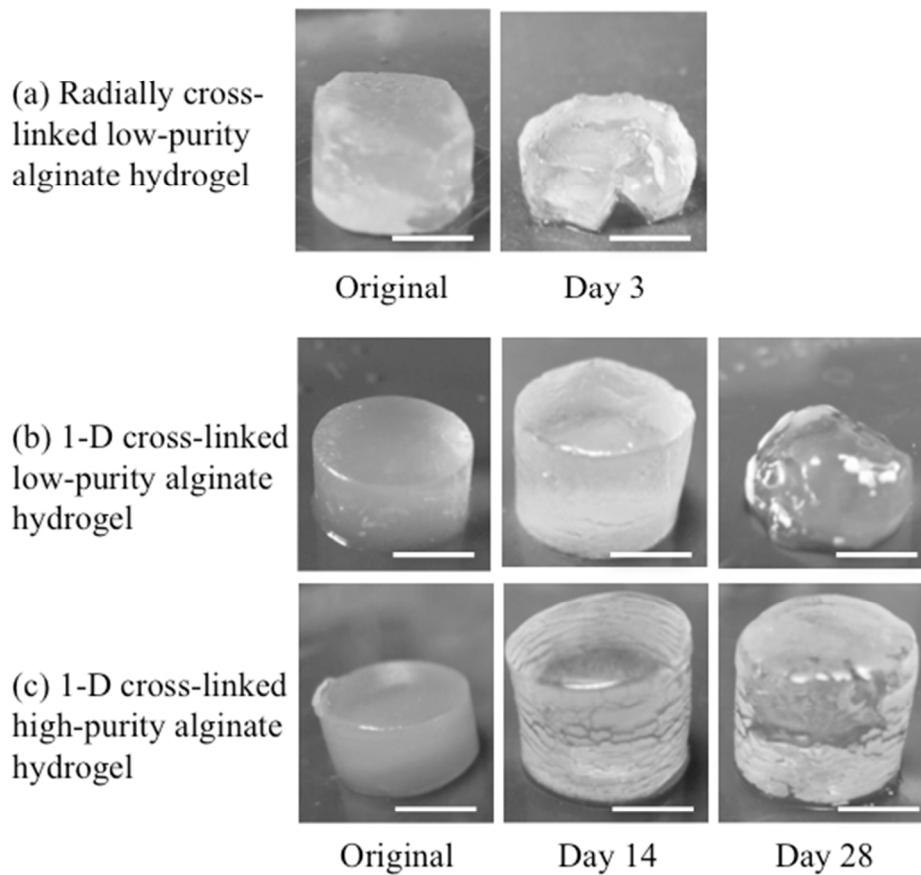 (a) Radially cross-
linked low-purity
alginate hydrogel
Original
Day 3
(b) 1-D cross-linked
low-purity alginate
hydrogel
(c) 1-D cross-linked
high-purity alginate
hydrogel
Original
Day 14
Day 28